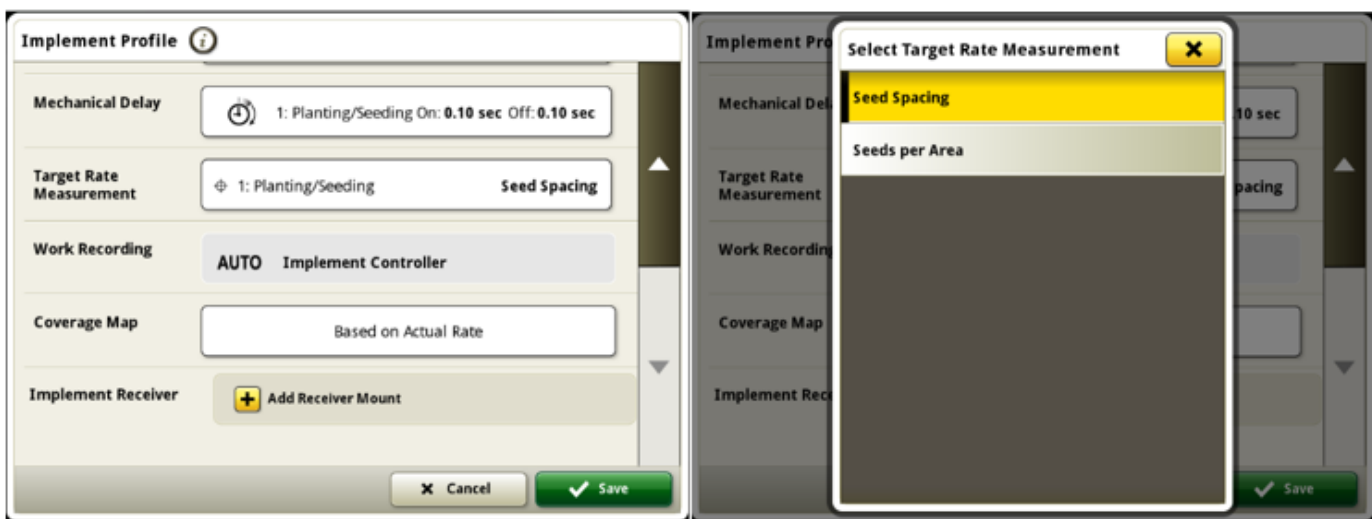 Implement Profile
Mechanical Delay
1: Planting/Seeding On: 0.10 sec Off: 0.10 sec
Target Rate
Measurement
1: Planting/Seeding Seed Spacing
Work Recording
AUTO Implement Controller
Coverage Map
Based on Actual Rate
Implement Receiver
Add Receiver Mount
Cancel
Save
Implement Pro
Mechanical Del
10 sec
Target Rate
Measurement
pacing
Work Recordin
Coverage Map
Implement Rece
Save
Select Target Rate Measurement
Seed Spacing
Seeds per Area